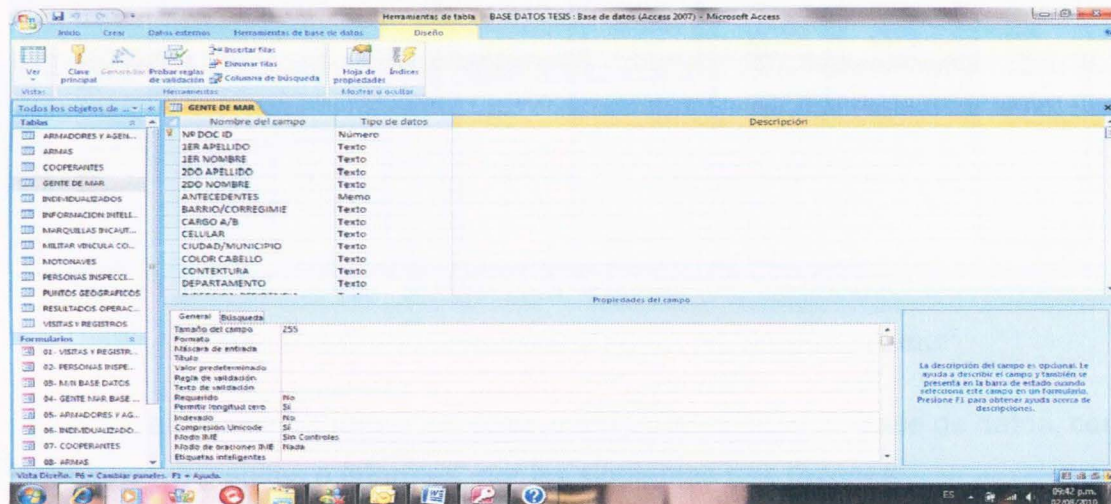 Herramientas de tabla BASE DATOS TESIS : Base de datos (Access 2007) - Microsoft Access
Inicio Crear Datos externos Herramientas de base de datos Diseño
Ver
Clave principal
Probar reglas de validación
Insertar filas
Eliminar filas
Columna de búsqueda
Hoja de propiedades
Índices
Vistas Herramientas Mostrar u ocultar
Todos los objetos de ...
Tablas
ARMADORES Y AGEN...
ARMAS
COOPERANTES
GENTE DE MAR
INDIVIDUALIZADOS
INFORMACION INTELI...
MARQUILLAS INCAUT...
MILITAR VINCULA CO...
MOTONAVES
PERSONAS INSPECCI...
PUNTOS GEOGRAFICOS
RESULTADOS OPERAC...
VISITAS Y REGISTROS
Formularios
01- VISITAS Y REGISTR...
02- PERSONAS INSPE...
03- M/N BASE DATOS
04- GENTE MAR BASE ...
05- ARMADORES Y AG...
06- INDIVIDUALIZADO...
07- COOPERANTES
08- ARMAS
GENTE DE MAR
Nombre del campo Tipo de datos Descripción
Nº DOC ID Número
1ER APELLIDO Texto
1ER NOMBRE Texto
2DO APELLIDO Texto
2DO NOMBRE Texto
ANTECEDENTES Memo
BARRIO/CORREGIMIE Texto
CARGO A/B Texto
CELULAR Texto
CIUDAD/MUNICIPIO Texto
COLOR CABELLO Texto
CONTEXTURA Texto
DEPARTAMENTO Texto
Propiedades del campo
General Búsqueda
Tamaño del campo 255
Formato
Máscara de entrada
Título
Valor predeterminado
Regla de validación
Texto de validación
Requerido No
Permitir longitud cero Sí
Indexado No
Compresión Unicode Sí
Modo IME Sin Controles
Modo de oraciones IME Nada
Etiquetas inteligentes
La descripción del campo es opcional. Le
ayuda a describir el campo y también se
presenta en la barra de estado cuando
selecciona este campo en un formulario.
Presione F1 para obtener ayuda acerca de
descripciones.
Vista Diseño. F6 = Cambiar paneles. F1 = Ayuda.
ES 09:42 p.m.